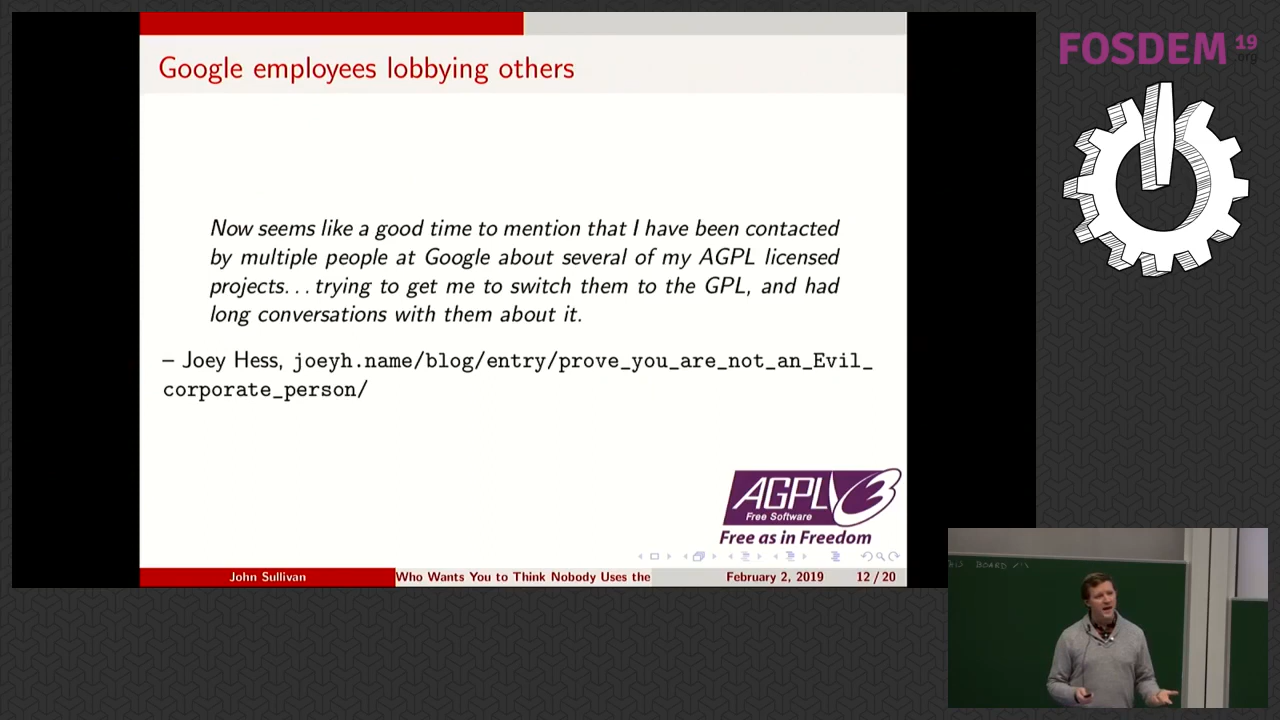 FOSDEM 19
.org
Google employees lobbying others
Now seems like a good time to mention that I have been contacted
by multiple people at Google about several of my AGPL licensed
projects. . . trying to get me to switch them to the GPL, and had
long conversations with them about it.
– Joey Hess, joeyh.name/blog/entry/prove_you_are_not_an_Evil_
corporate_person/
AGPLv3
Free Software
Free as in Freedom
John Sullivan
Who Wants You to Think Nobody Uses the
February 2, 2019
12 / 20
BOARD